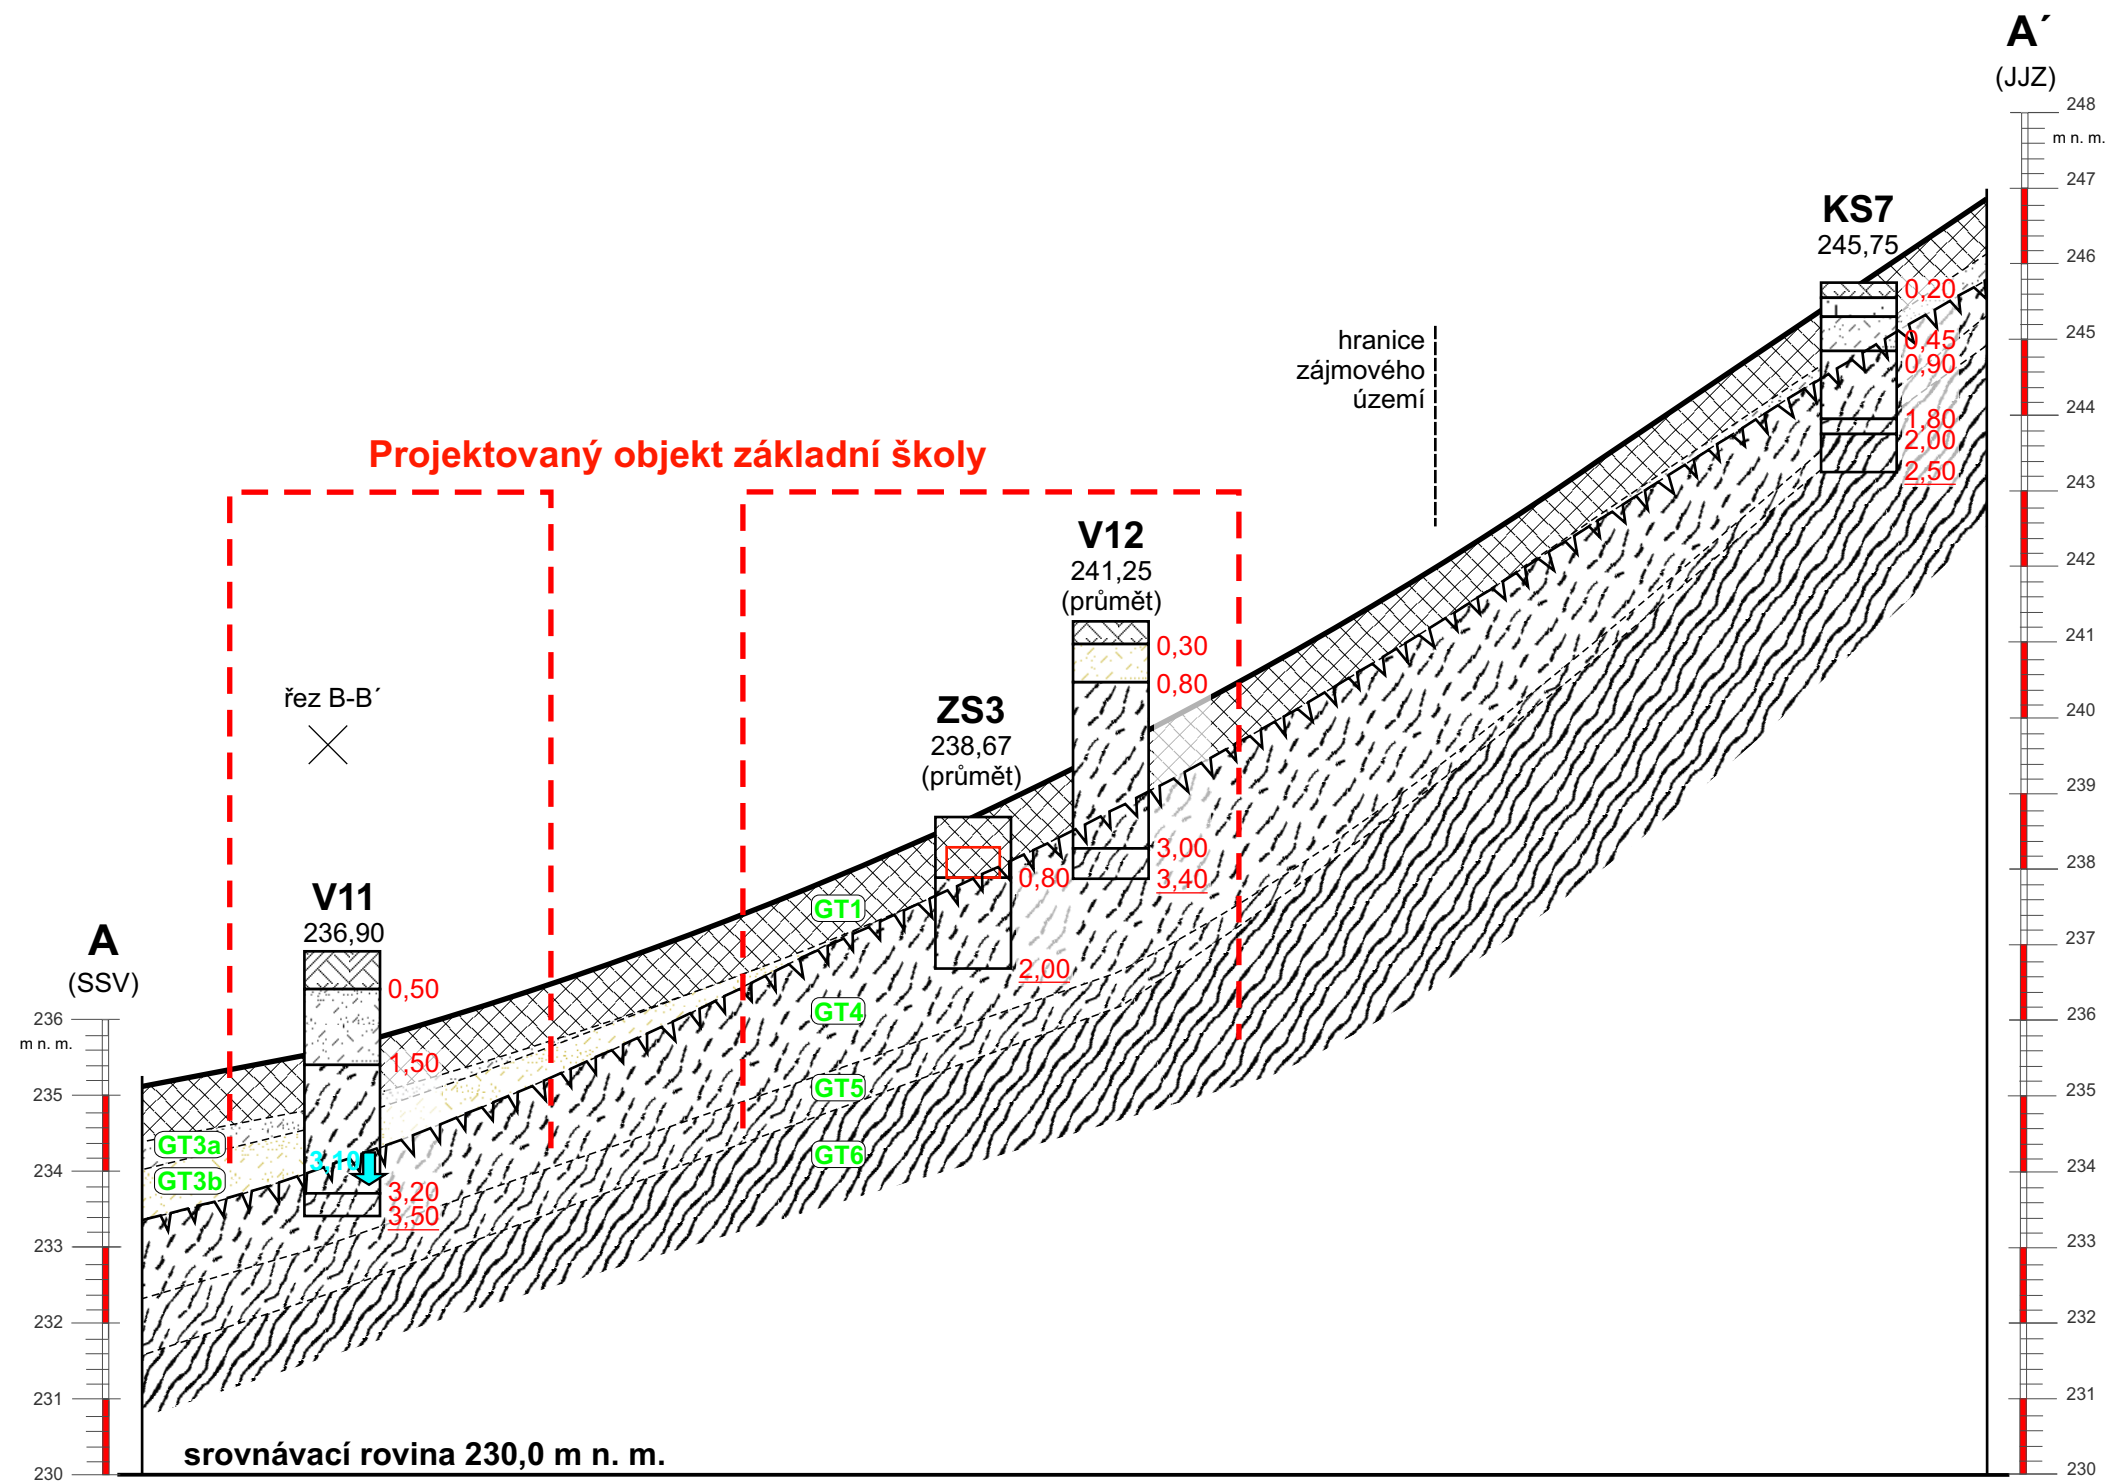 A´
(JJZ)
248
m n. m.
247
246
245
244
243
242
241
240
239
238
237
236
235
234
233
232
231
230
KS7
245,75
0,20
0,45
0,90
1,80
2,00
2,50
hranice
zájmového
území
Projektovaný objekt základní školy
V12
241,25
(průmět)
0,30
0,80
3,00
3,40
řez B-B´
ZS3
238,67
(průmět)
0,80
2,00
V11
236,90
0,50
1,50
3,10
3,20
3,50
GT1
GT4
GT5
GT6
GT3a
GT3b
A
(SSV)
236
m n. m.
235
234
233
232
231
230
srovnávací rovina 230,0 m n. m.